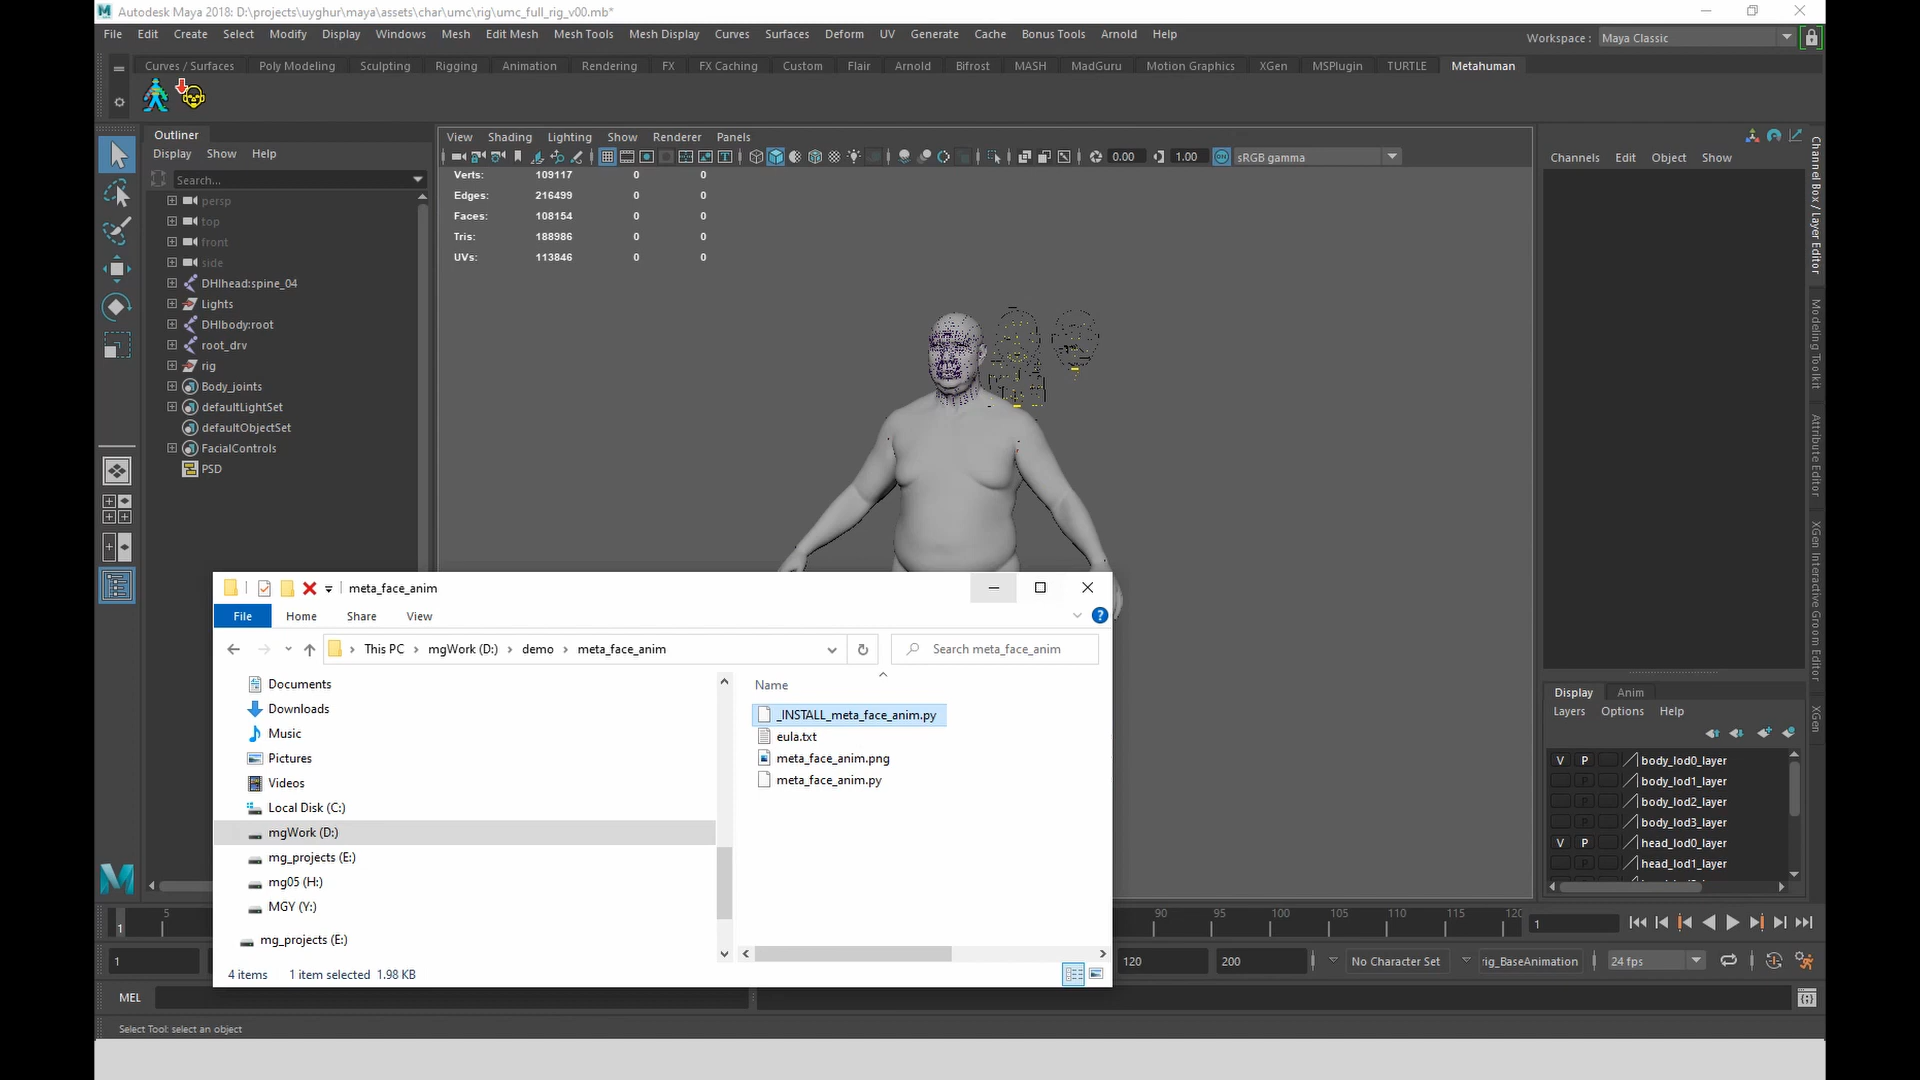 Autodesk Maya 2018: D:\projects\uyghur\maya\assets\char\umc\rig\umc_full_rig_v00.mb*
File Edit Create Select Modify Display Windows Mesh Edit Mesh Mesh Tools Mesh Display Curves Surfaces Deform UV Generate Cache Bonus Tools Arnold Help
Workspace : Maya Classic
Curves / Surfaces Poly Modeling Sculpting Rigging Animation Rendering FX FX Caching Custom Flair Arnold Bifrost MASH MadGuru Motion Graphics XGen MSPlugin TURTLE Metahuman
Outliner
Display Show Help
Search...
persp
top
front
side
DHIhead:spine_04
Lights
DHIbody:root
root_drv
rig
Body_joints
defaultLightSet
defaultObjectSet
FacialControls
PSD
View Shading Lighting Show Renderer Panels
0.00 1.00 ON sRGB gamma
Verts: 109117 0 0
Edges: 216499 0 0
Faces: 108154 0 0
Tris: 188986 0 0
UVs: 113846 0 0
Channels Edit Object Show
Channel Box / Layer Editor
Modeling Toolkit
Attribute Editor
XGen Interactive Groom Editor
XGen
Display Anim
Layers Options Help
V P body_lod0_layer
P body_lod1_layer
P body_lod2_layer
P body_lod3_layer
V P head_lod0_layer
P head_lod1_layer
meta_face_anim
File Home Share View
This PC › mgWork (D:) › demo › meta_face_anim
Search meta_face_anim
Documents
Downloads
Music
Pictures
Videos
Local Disk (C:)
mgWork (D:)
mg_projects (E:)
mg05 (H:)
MGY (Y:)
mg_projects (E:)
Name
_INSTALL_meta_face_anim.py
eula.txt
meta_face_anim.png
meta_face_anim.py
4 items 1 item selected 1.98 KB
1 5 90 95 100 105 110 115 120 1
1 120 200 No Character Set rig_BaseAnimation 24 fps
MEL
Select Tool: select an object